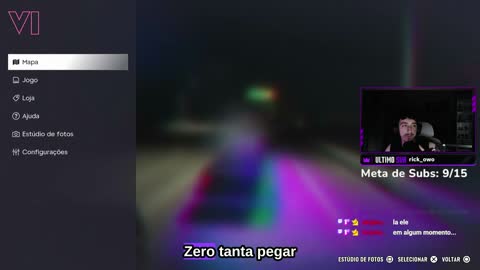 VI
Mapa
Jogo
Loja
Ajuda
Estúdio de fotos
Configurações
ULTIMO SUB rick_owo
Meta de Subs: 9/15
la ele
em algum momento...
Zero tanta pegar
ESTÚDIO DE FOTOS
SELECIONAR
VOLTAR